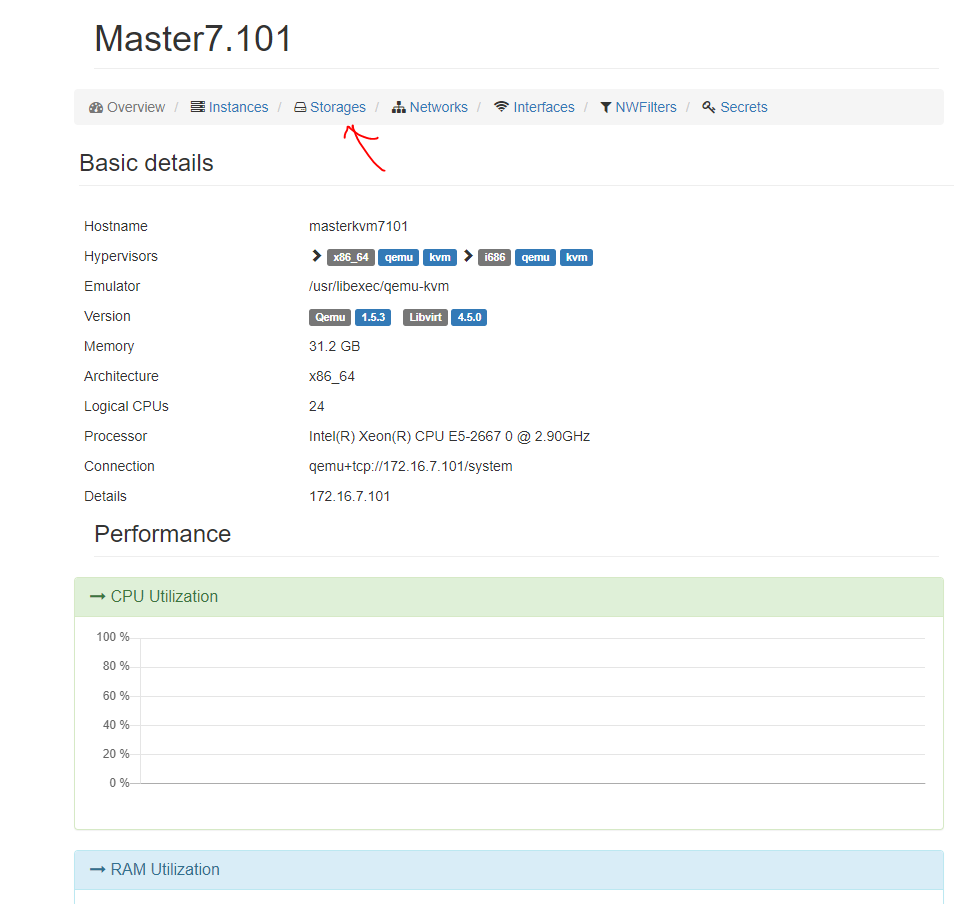 Master7.101
Overview / Instances / Storages / Networks / Interfaces / NWFilters / Secrets
Basic details
Hostname masterkvm7101
Hypervisors x86_64 qemu kvm i686 qemu kvm
Emulator /usr/libexec/qemu-kvm
Version Qemu 1.5.3 Libvirt 4.5.0
Memory 31.2 GB
Architecture x86_64
Logical CPUs 24
Processor Intel(R) Xeon(R) CPU E5-2667 0 @ 2.90GHz
Connection qemu+tcp://172.16.7.101/system
Details 172.16.7.101
Performance
CPU Utilization
100 %
80 %
60 %
40 %
20 %
0 %
RAM Utilization